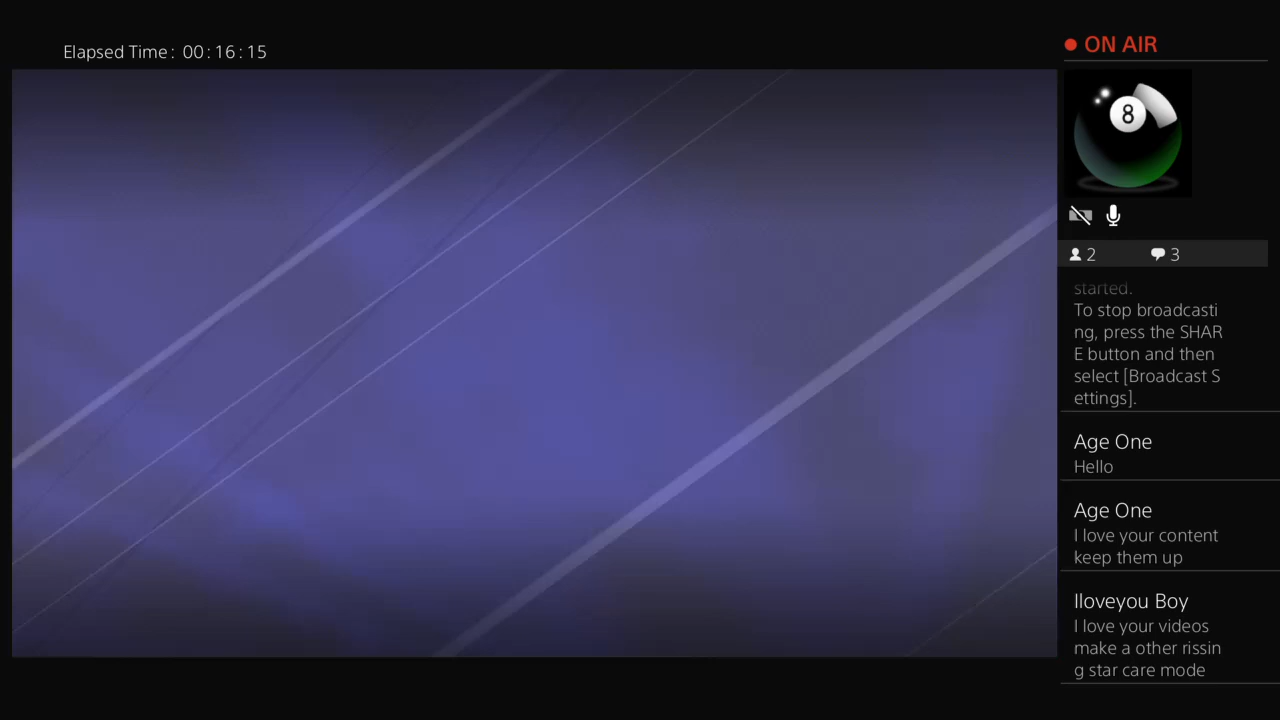 Elapsed Time: 00:16:15
ON AIR
8
2
3
started.
To stop broadcasti
ng, press the SHAR
E button and then
select [Broadcast S
ettings].
Age One
Hello
Age One
I love your content
keep them up
Iloveyou Boy
I love your videos
make a other rissin
g star care mode